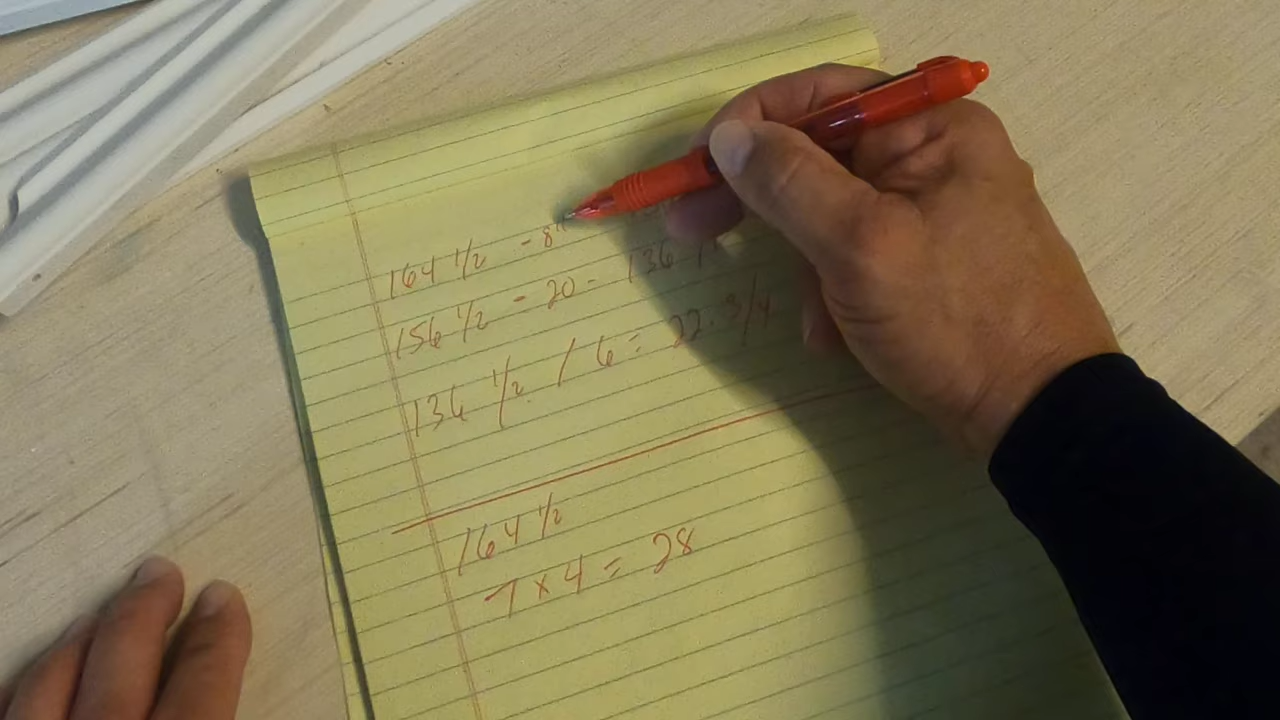 164 1/2 - 8"
156 1/2 - 20 - 136 1/
136 1/2 / 6 = 22.3/4
164 1/2
7 x 4 = 28